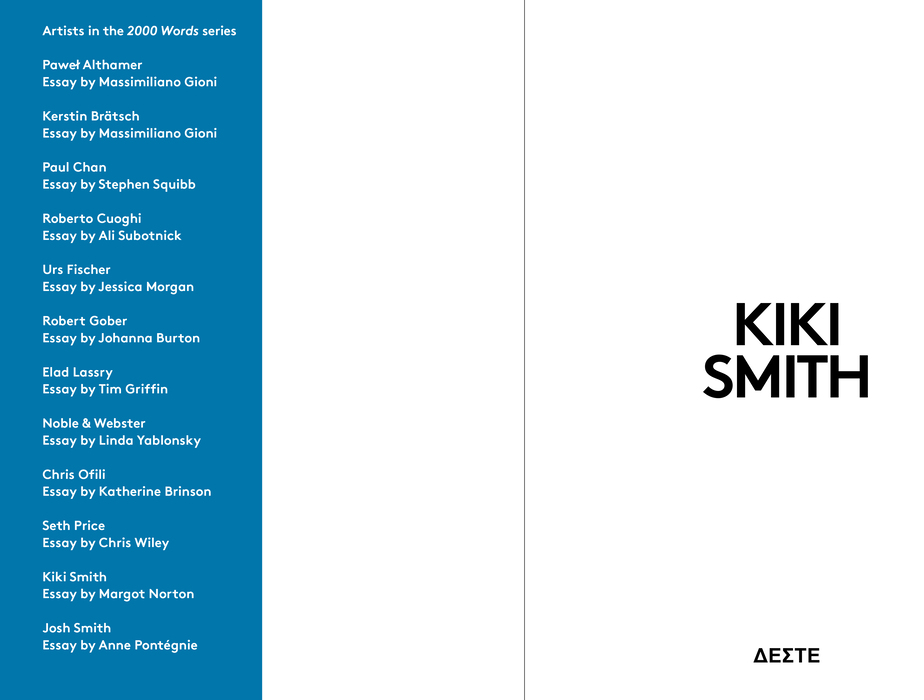 Artists in the 2000 Words series
Paweł Althamer
Essay by Massimiliano Gioni
Kerstin Brätsch
Essay by Massimiliano Gioni
Paul Chan
Essay by Stephen Squibb
Roberto Cuoghi
Essay by Ali Subotnick
Urs Fischer
Essay by Jessica Morgan
Robert Gober
Essay by Johanna Burton
Elad Lassry
Essay by Tim Griffin
Noble & Webster
Essay by Linda Yablonsky
Chris Ofili
Essay by Katherine Brinson
Seth Price
Essay by Chris Wiley
Kiki Smith
Essay by Margot Norton
Josh Smith
Essay by Anne Pontégnie
KIKI
SMITH
ΔΕΣΤΕ